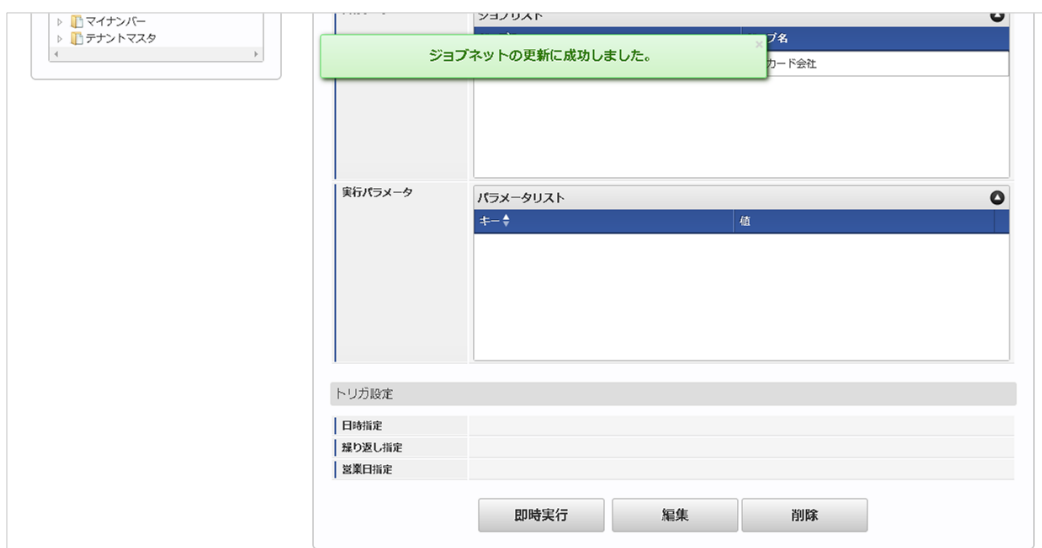 マイナンバー
テナントマスタ
ジョブリスト
ブ名
ジョブネットの更新に成功しました。
×
カード会社
実行パラメータ
パラメータリスト
キー
値
トリガ設定
日時指定
繰り返し指定
営業日指定
即時実行
編集
削除